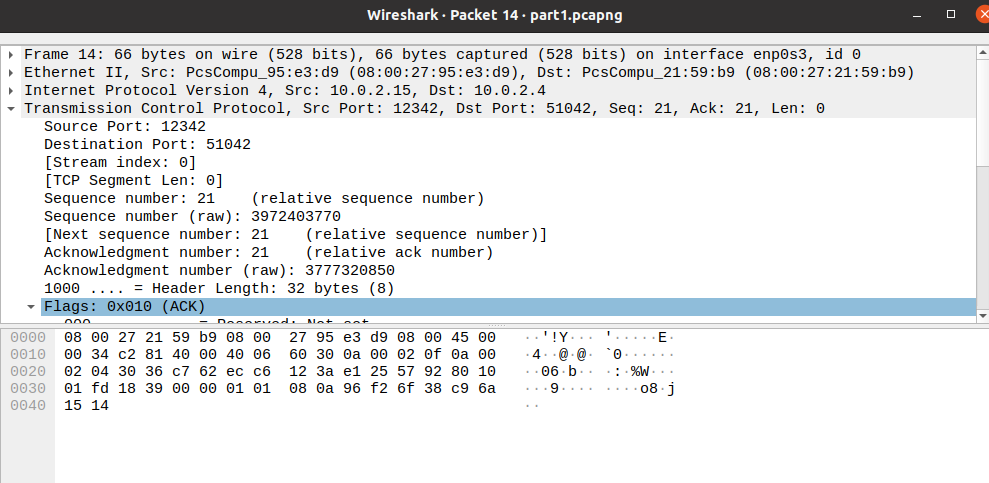 Wireshark · Packet 14 · part1.pcapng
Frame 14: 66 bytes on wire (528 bits), 66 bytes captured (528 bits) on interface enp0s3, id 0
Ethernet II, Src: PcsCompu_95:e3:d9 (08:00:27:95:e3:d9), Dst: PcsCompu_21:59:b9 (08:00:27:21:59:b9)
Internet Protocol Version 4, Src: 10.0.2.15, Dst: 10.0.2.4
Transmission Control Protocol, Src Port: 12342, Dst Port: 51042, Seq: 21, Ack: 21, Len: 0
Source Port: 12342
Destination Port: 51042
[Stream index: 0]
[TCP Segment Len: 0]
Sequence number: 21    (relative sequence number)
Sequence number (raw): 3972403770
[Next sequence number: 21    (relative sequence number)]
Acknowledgment number: 21    (relative ack number)
Acknowledgment number (raw): 3777320850
1000 .... = Header Length: 32 bytes (8)
Flags: 0x010 (ACK)
000. .... .... = Reserved: Not set
0000 08 00 27 21 59 b9 08 00 27 95 e3 d9 08 00 45 00 ··'!Y··· '·····E·
0010 00 34 c2 81 40 00 40 06 60 30 0a 00 02 0f 0a 00 ·4··@·@· `0······
0020 02 04 30 36 c7 62 ec c6 12 3a e1 25 57 92 80 10 ··06·b·· ·:·%W···
0030 01 fd 18 39 00 00 01 01 08 0a 96 f2 6f 38 c9 6a ···9···· ····o8·j
0040 15 14 ··